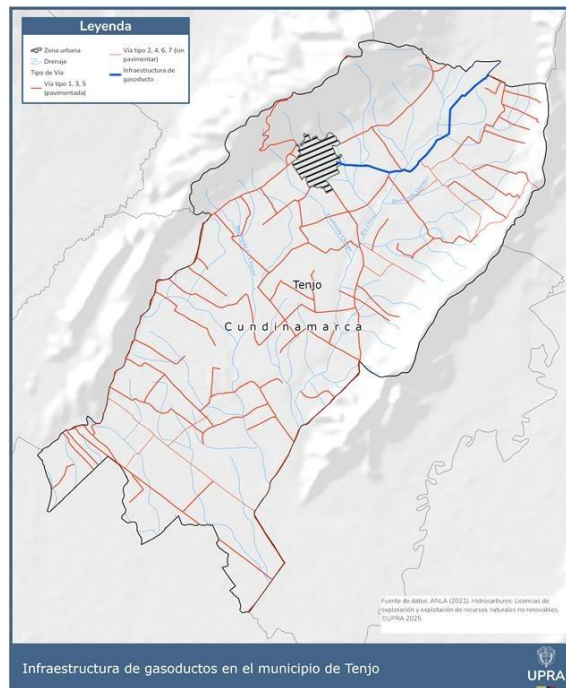 Leyenda
Zona urbana
Drenaje
Tipo de Vía
Vía tipo 1, 3, 5
(pavimentada)
Vía tipo 2, 4, 6, 7 (sin
pavimentar)
Infraestructura de
gasoducto
Tenjo
Cundinamarca
Fuente de datos: ANLA (2021). Hidrocarburos: Licencias de
exploración y explotación de recursos naturales no renovables.
©UPRA 2025.
Infraestructura de gasoductos en el municipio de Tenjo
UPRA